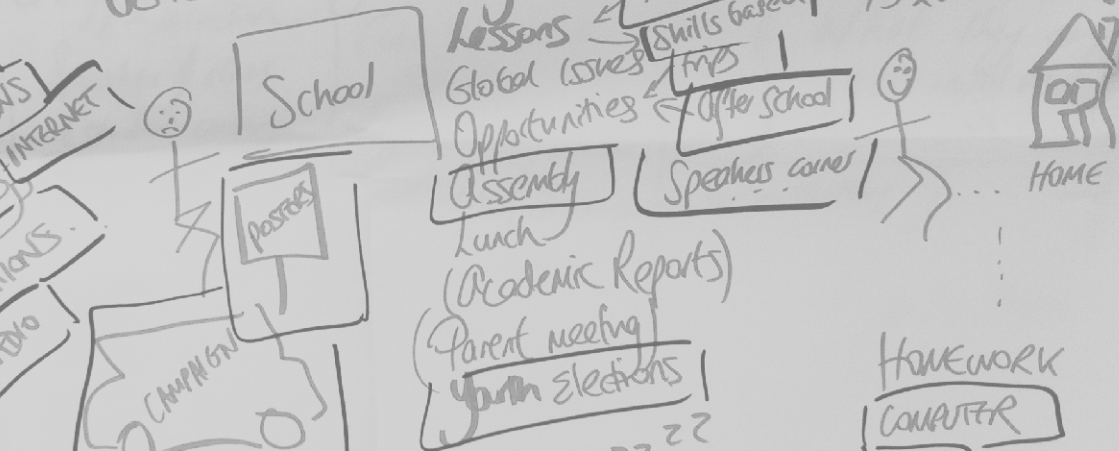 INTERNET
School
POSTERS
CAMPAIGN
Lessons
Skills based
Global issues
trips
Opportunities
after school
Assembly
Speakers corner
Lunch
(Academic Reports)
(Parent meeting)
Youth Elections
HOME
HOMEWORK
COMPUTER